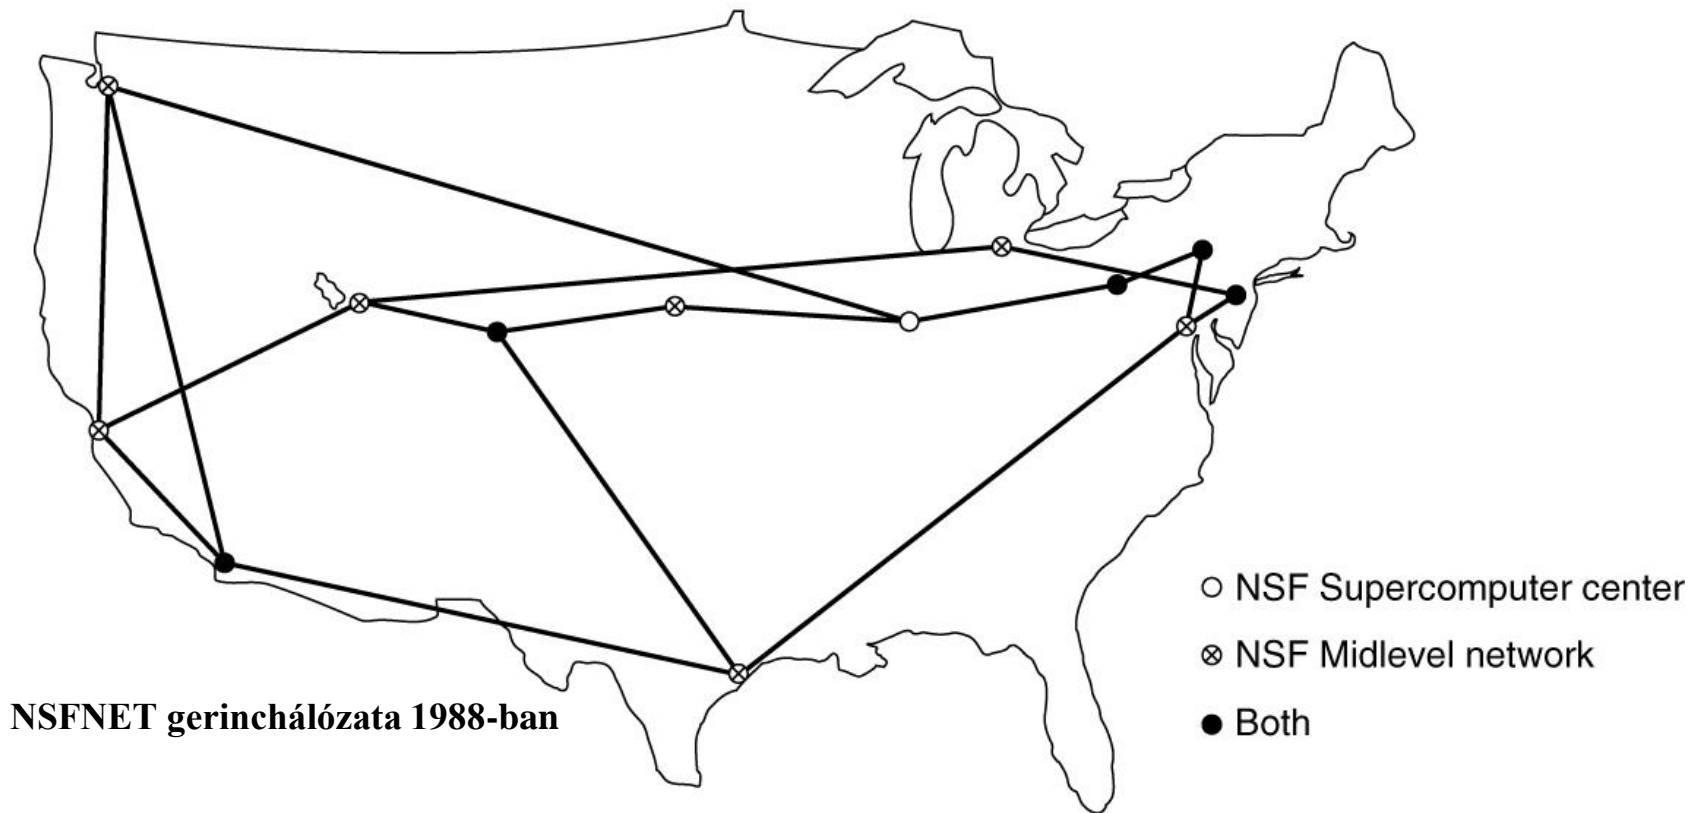 NSF Supercomputer center
NSF Midlevel network
Both
NSFNET gerinchálózata 1988-ban